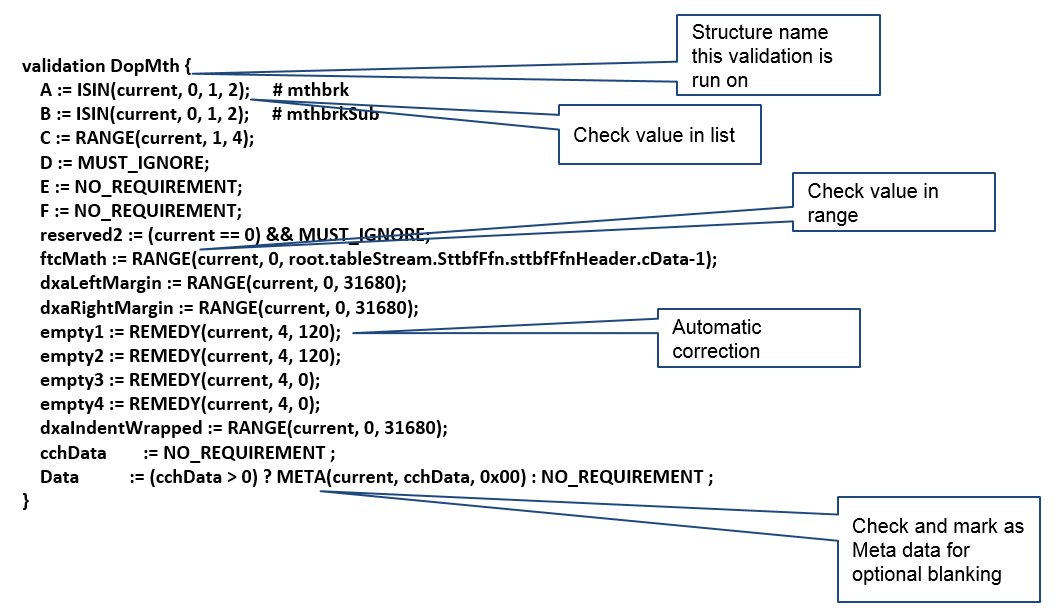 validation DopMth {
A := ISIN(current, 0, 1, 2);     # mthbrk
B := ISIN(current, 0, 1, 2);     # mthbrkSub
C := RANGE(current, 1, 4);
D := MUST_IGNORE;
E := NO_REQUIREMENT;
F := NO_REQUIREMENT;
reserved2 := (current == 0) && MUST_IGNORE;
ftcMath := RANGE(current, 0, root.tableStream.SttbfFfn.sttbfFfnHeader.cData-1);
dxaLeftMargin := RANGE(current, 0, 31680);
dxaRightMargin := RANGE(current, 0, 31680);
empty1 := REMEDY(current, 4, 120);
empty2 := REMEDY(current, 4, 120);
empty3 := REMEDY(current, 4, 0);
empty4 := REMEDY(current, 4, 0);
dxaIndentWrapped := RANGE(current, 0, 31680);
cchData       := NO_REQUIREMENT ;
Data          := (cchData > 0) ? META(current, cchData, 0x00) : NO_REQUIREMENT ;
}
Structure name
this validation is
run on
Check value in list
Check value in
range
Automatic
correction
Check and mark as
Meta data for
optional blanking